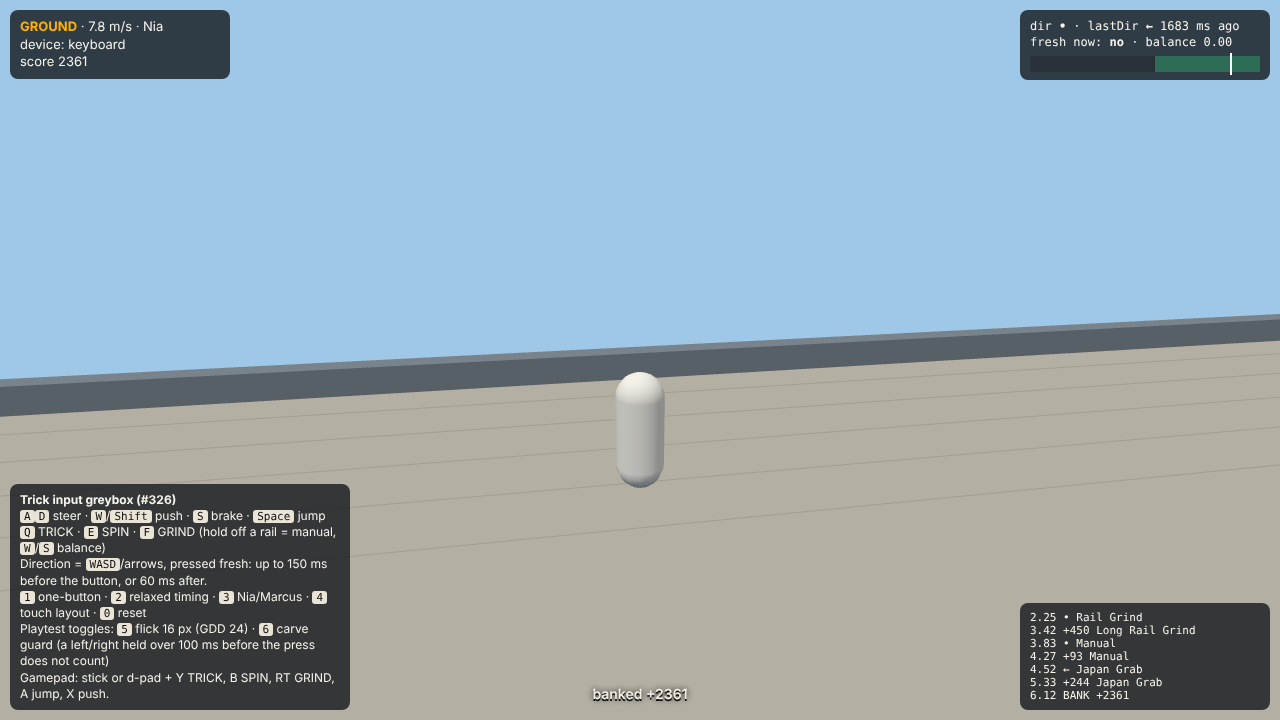 GROUND · 7.8 m/s · Nia
device: keyboard
score 2361
dir • · lastDir ← 1683 ms ago
fresh now: no · balance 0.00
Trick input greybox (#326)
A D steer · W/Shift push · S brake · Space jump
Q TRICK · E SPIN · F GRIND (hold off a rail = manual,
W/S balance)
Direction = WASD/arrows, pressed fresh: up to 150 ms
before the button, or 60 ms after.
1 one-button · 2 relaxed timing · 3 Nia/Marcus · 4
touch layout · 0 reset
Playtest toggles: 5 flick 16 px (GDD 24) · 6 carve
guard (a left/right held over 100 ms before the press
does not count)
Gamepad: stick or d-pad + Y TRICK, B SPIN, RT GRIND,
A jump, X push.
banked +2361
2.25 • Rail Grind
3.42 +450 Long Rail Grind
3.83 • Manual
4.27 +93 Manual
4.52 ← Japan Grab
5.33 +244 Japan Grab
6.12 BANK +2361